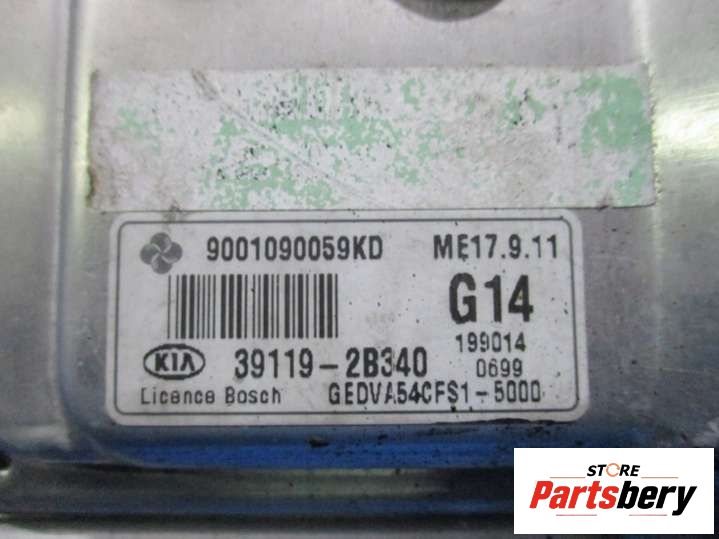 9001090059KD ME17.9.11
G14
199014
KIA 39119-2B340 0699
Licence Bosch GEDVA54CFS1-5000
STORE
Partsbery